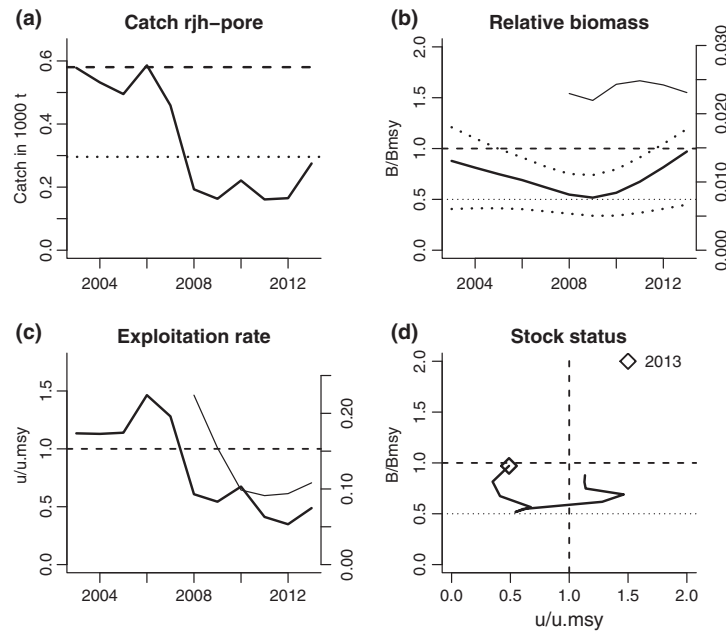 (a) Catch rjh−pore
Catch in 1000 t
0.0 0.2 0.4 0.6
2004 2008 2012
(b) Relative biomass
B/Bmsy
0.0 0.5 1.0 1.5 2.0
0.000 0.010 0.020 0.030
2004 2008 2012
(c) Exploitation rate
u/u.msy
0.0 0.5 1.0 1.5
0.00 0.10 0.20
2004 2008 2012
(d) Stock status
2013
B/Bmsy
0.0 0.5 1.0 1.5 2.0
0.0 0.5 1.0 1.5 2.0
u/u.msy